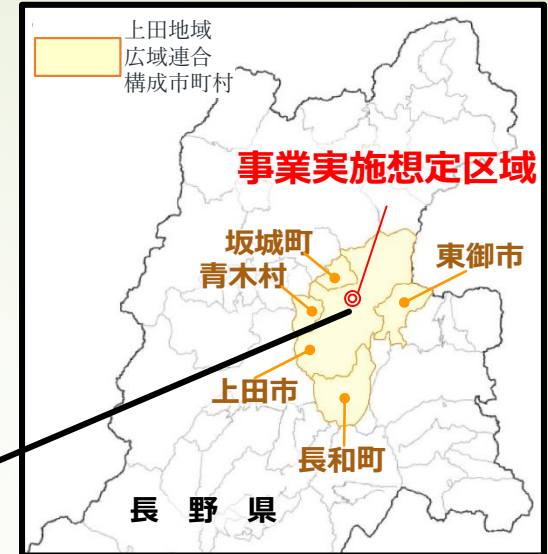 上田地域
広域連合
構成市町村
事業実施想定区域
坂城町
東御市
青木村
上田市
長和町
長野県